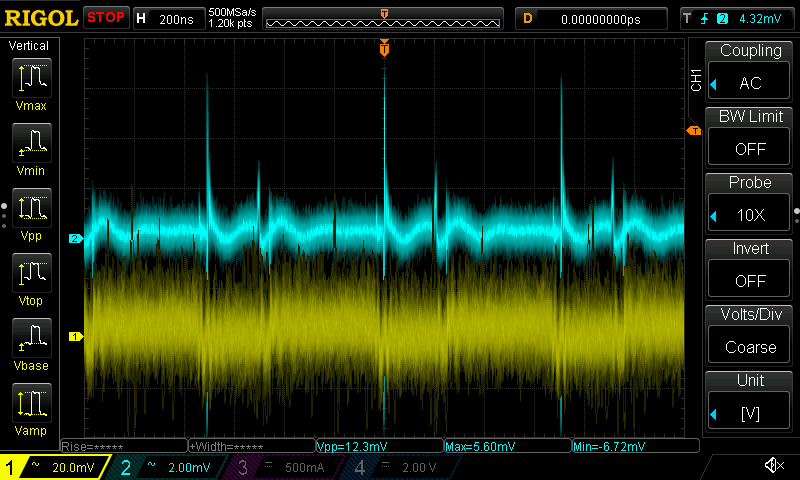 RIGOL STOP H 200ns 500MSa/s 1.20k pts T D 0.00000000ps T 2 4.32mV
Vertical
Vmax
Vmin
Vpp
Vtop
Vbase
Vamp
T
2
1
T
CH1
Coupling
AC
BW Limit
OFF
Probe
10X
Invert
OFF
Volts/Div
Coarse
Unit
[V]
Rise=***** +Width=***** Vpp=12.3mV Max=5.60mV Min=-6.72mV
1 ~ 20.0mV 2 ~ 2.00mV 3 500mA 4 2.00 V